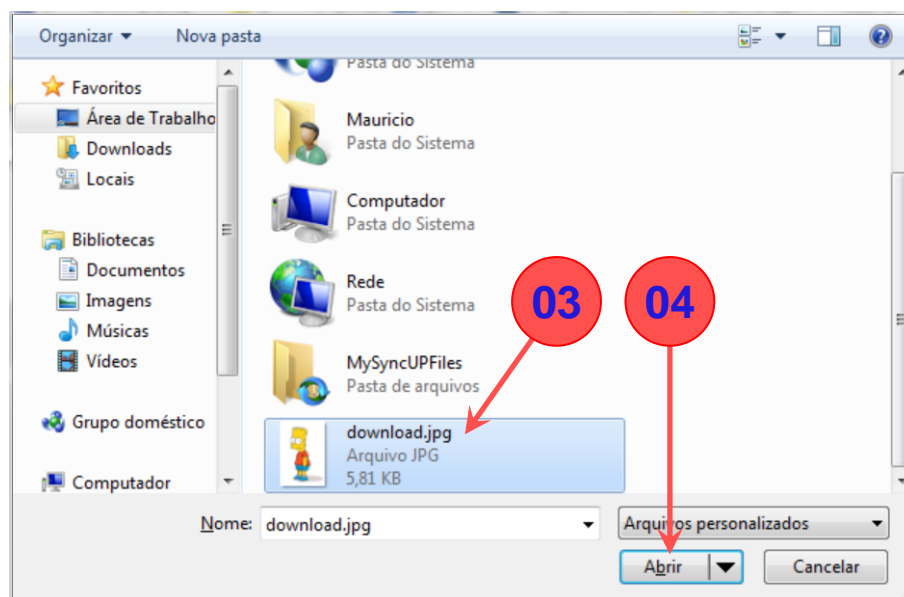 Organizar Nova pasta
Favoritos
Área de Trabalho
Downloads
Locais
Bibliotecas
Documentos
Imagens
Músicas
Vídeos
Grupo doméstico
Computador
Pasta do Sistema
Mauricio
Pasta do Sistema
Computador
Pasta do Sistema
Rede
Pasta do Sistema
MySyncUPFiles
Pasta de arquivos
download.jpg
Arquivo JPG
5,81 KB
03 04
Nome: download.jpg Arquivos personalizados
Abrir Cancelar